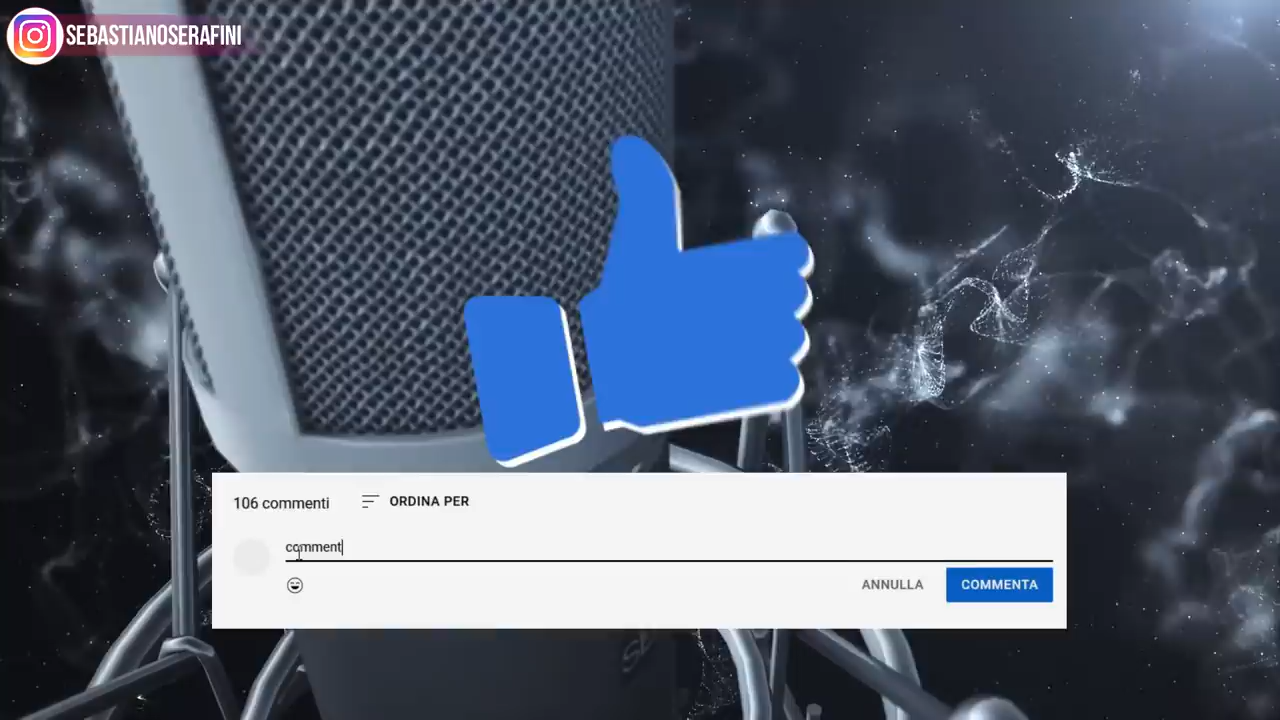 SEBASTIANOSERAFINI
106 commenti
ORDINA PER
comment
ANNULLA
COMMENTA